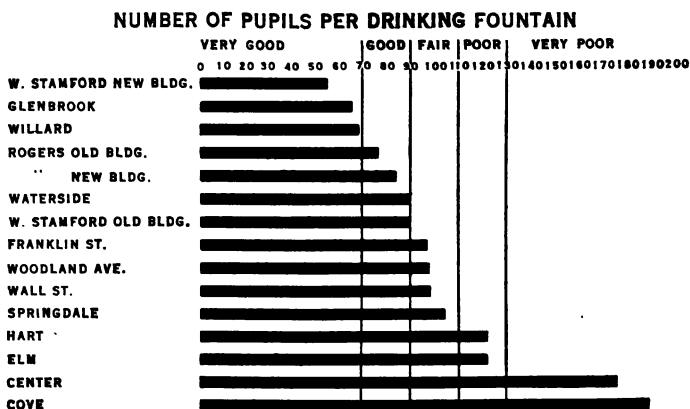 NUMBER OF PUPILS PER DRINKING FOUNTAIN
VERY GOOD GOOD FAIR POOR VERY POOR
0 10 20 30 40 50 60 70 80 90 100 110 120 130 140 150 160 170 180 190 200
W. STAMFORD NEW BLDG.
GLENBROOK
WILLARD
ROGERS OLD BLDG.
" NEW BLDG.
WATERSIDE
W. STAMFORD OLD BLDG.
FRANKLIN ST.
WOODLAND AVE.
WALL ST.
SPRINGDALE
HART
ELM
CENTER
COVE